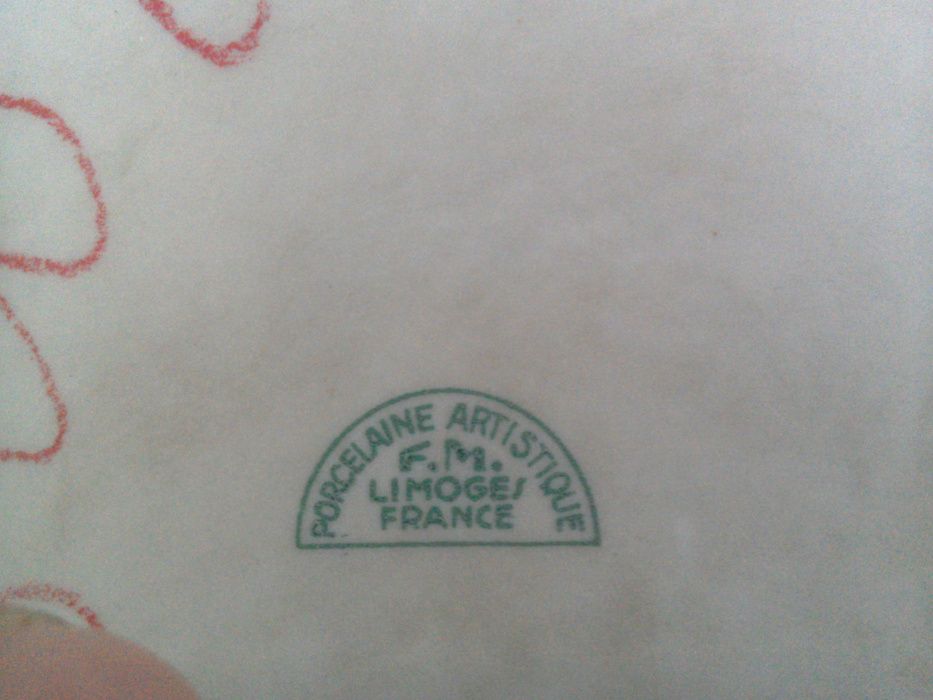 PORCELAINE ARTISTIQUE
F.M.
LIMOGES
FRANCE